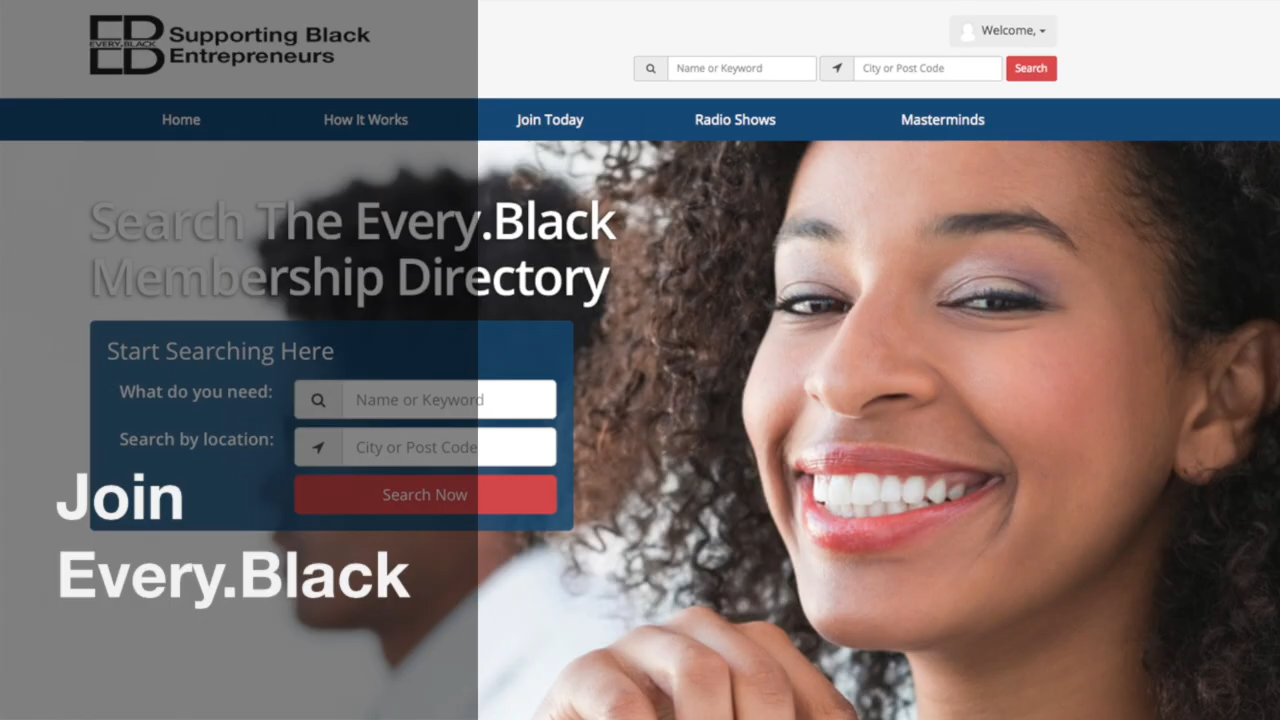 EVERY.BLACK
Supporting Black
Entrepreneurs
Welcome,
Name or Keyword
City or Post Code
Search
Home
How It Works
Join Today
Radio Shows
Masterminds
Search The Every.Black
Membership Directory
Start Searching Here
What do you need:
Name or Keyword
Search by location:
City or Post Code
Search Now
Join
Every.Black